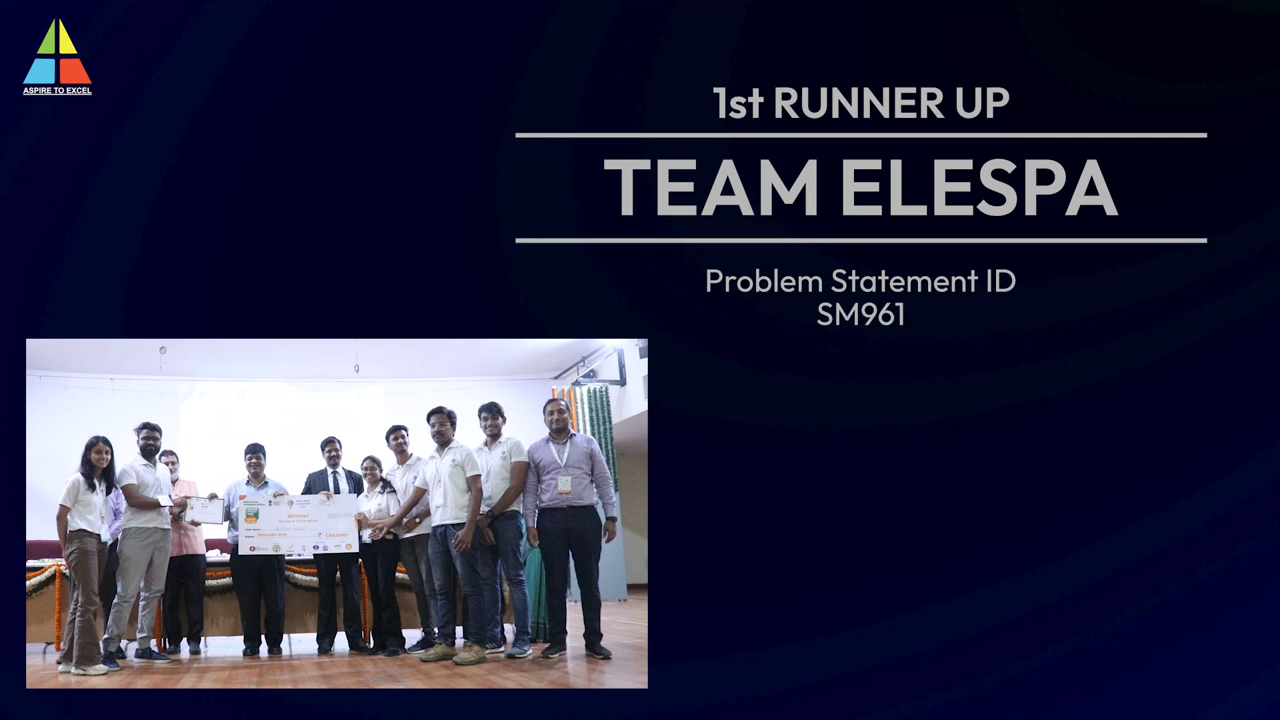 ASPIRE TO EXCEL
1st RUNNER UP
TEAM ELESPA
Problem Statement ID
SM961
Winner